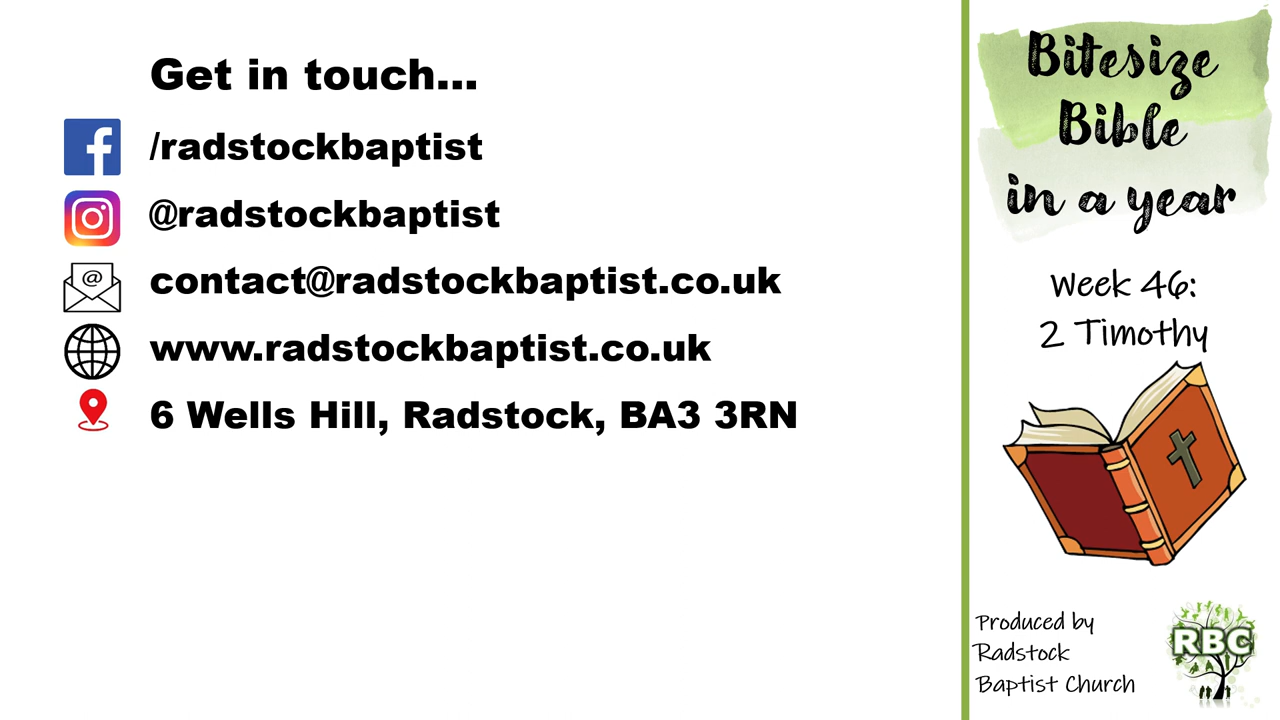 Get in touch...
/radstockbaptist
@radstockbaptist
contact@radstockbaptist.co.uk
www.radstockbaptist.co.uk
6 Wells Hill, Radstock, BA3 3RN
Bitesize
Bible
in a year
Week 46:
2 Timothy
Produced by
Radstock
Baptist Church
RBC